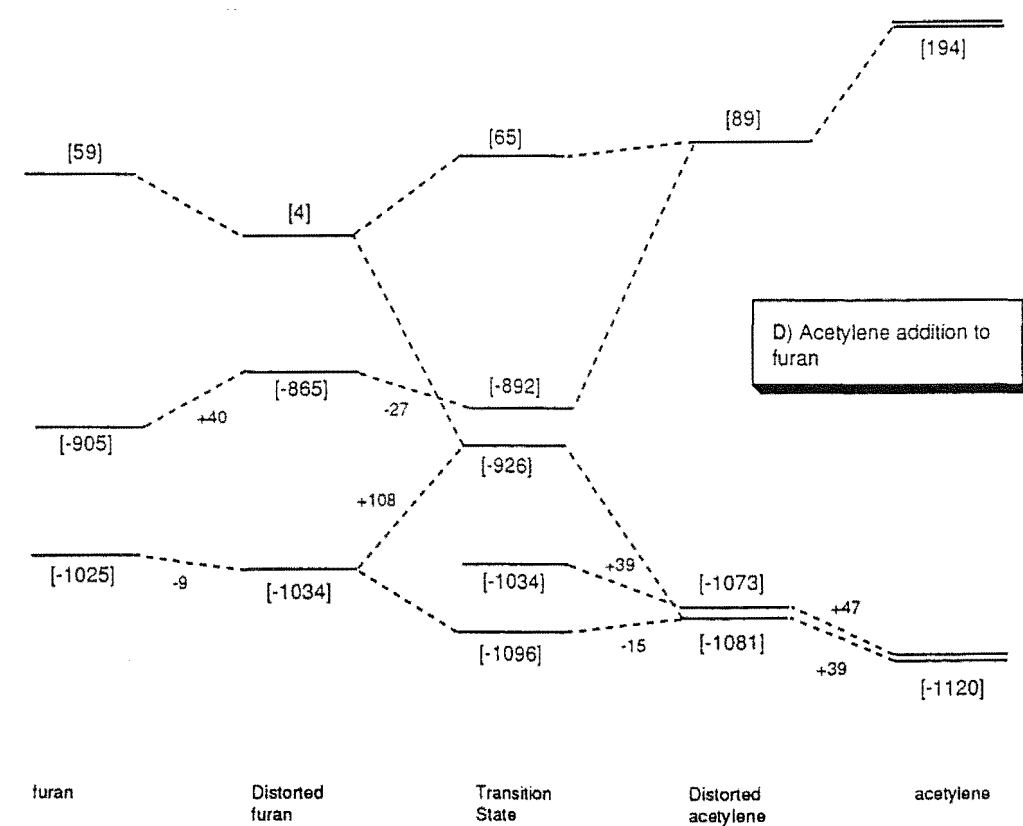 [194]
[89]
[65]
[59]
[4]
D) Acetylene addition to
furan
[-865]
[-892]
+40
-27
[-905]
[-926]
+108
[-1025]
-9
[-1034]
[-1034]
+39
[-1073]
+47
[-1096]
-15
[-1081]
+39
[-1120]
furan
Distorted
furan
Transition
State
Distorted
acetylene
acetylene